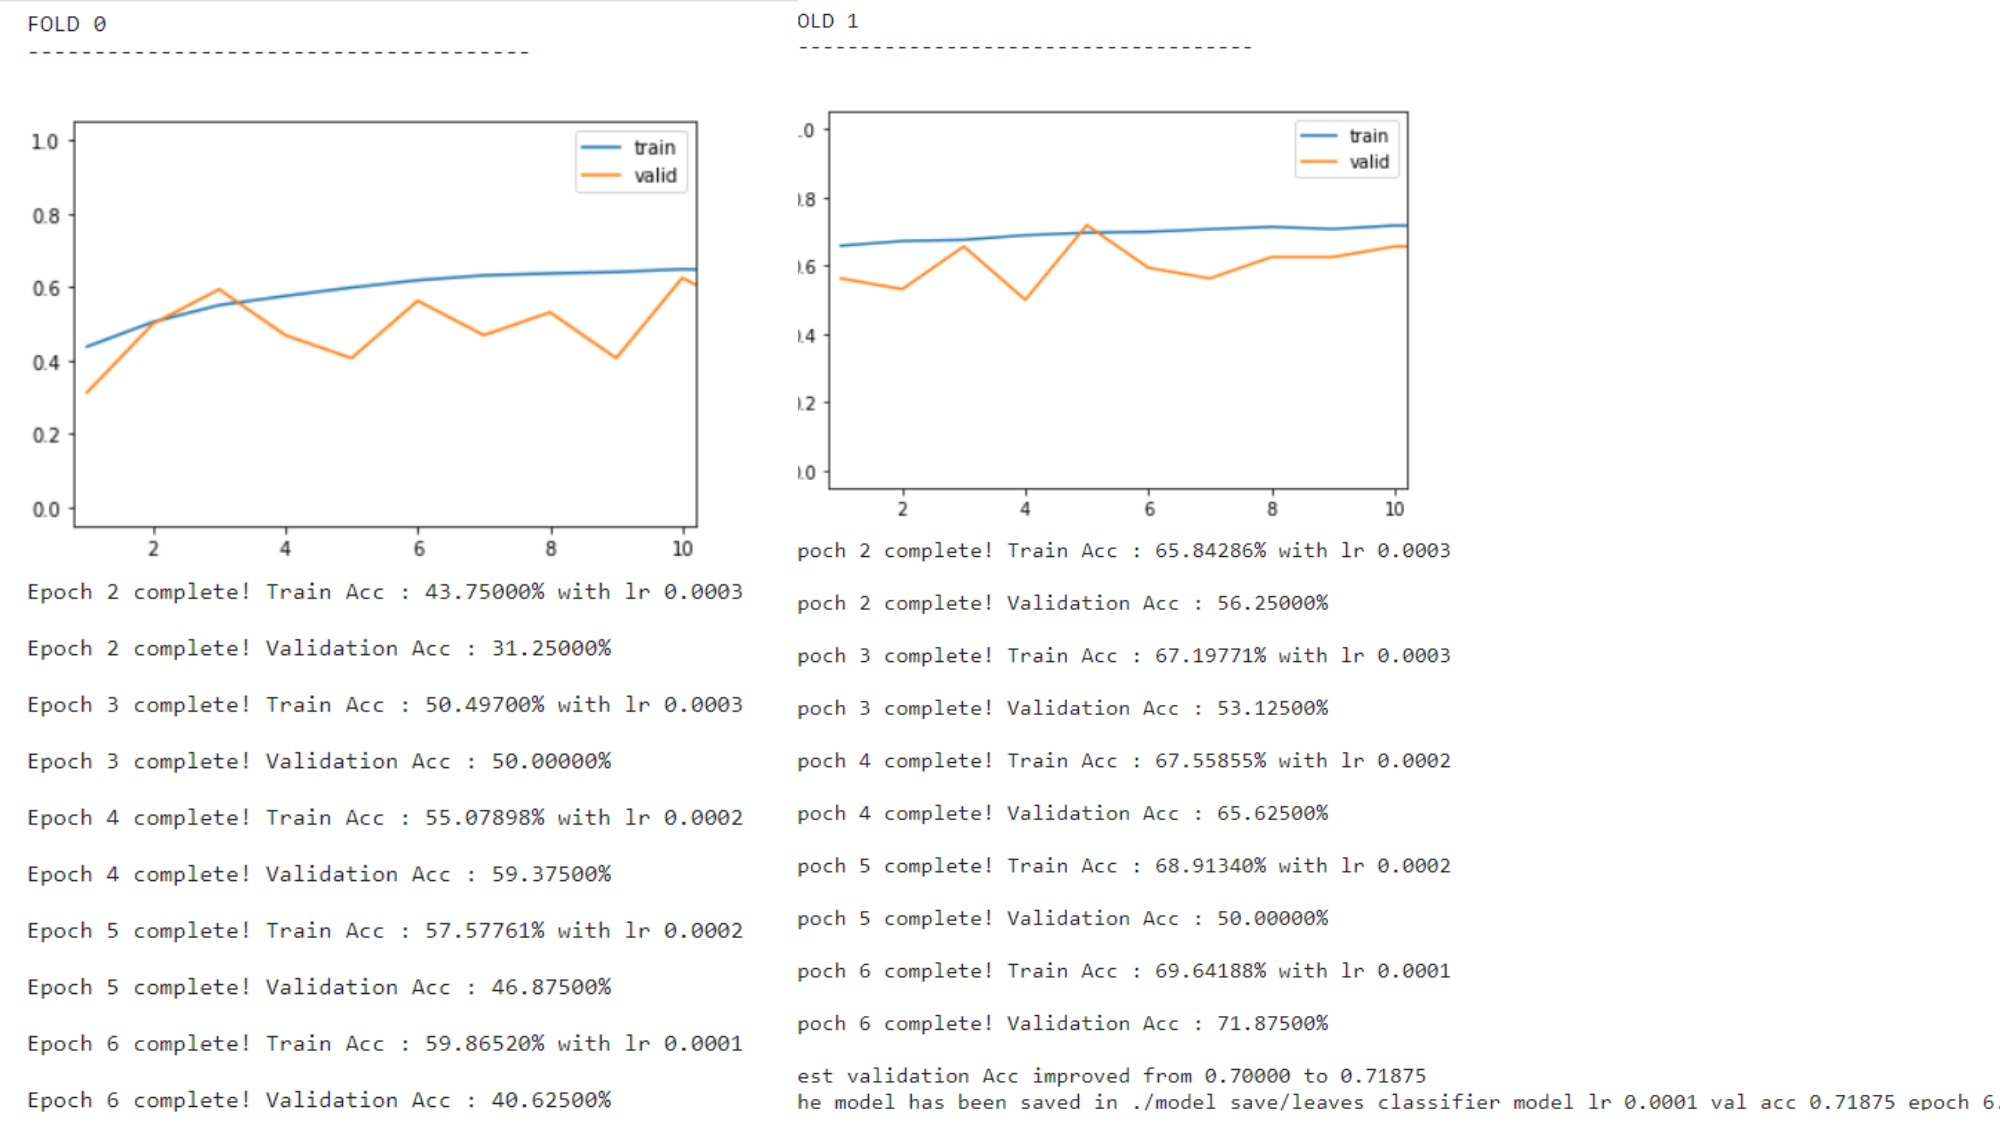 FOLD 0
--------------------------------------
train
valid
1.0
0.8
0.6
0.4
0.2
0.0
2 4 6 8 10
Epoch 2 complete! Train Acc : 43.75000% with lr 0.0003
Epoch 2 complete! Validation Acc : 31.25000%
Epoch 3 complete! Train Acc : 50.49700% with lr 0.0003
Epoch 3 complete! Validation Acc : 50.00000%
Epoch 4 complete! Train Acc : 55.07898% with lr 0.0002
Epoch 4 complete! Validation Acc : 59.37500%
Epoch 5 complete! Train Acc : 57.57761% with lr 0.0002
Epoch 5 complete! Validation Acc : 46.87500%
Epoch 6 complete! Train Acc : 59.86520% with lr 0.0001
Epoch 6 complete! Validation Acc : 40.62500%
OLD 1
-------------------------------------
train
valid
.0
.8
.6
.4
.2
.0
2 4 6 8 10
poch 2 complete! Train Acc : 65.84286% with lr 0.0003
poch 2 complete! Validation Acc : 56.25000%
poch 3 complete! Train Acc : 67.19771% with lr 0.0003
poch 3 complete! Validation Acc : 53.12500%
poch 4 complete! Train Acc : 67.55855% with lr 0.0002
poch 4 complete! Validation Acc : 65.62500%
poch 5 complete! Train Acc : 68.91340% with lr 0.0002
poch 5 complete! Validation Acc : 50.00000%
poch 6 complete! Train Acc : 69.64188% with lr 0.0001
poch 6 complete! Validation Acc : 71.87500%
est validation Acc improved from 0.70000 to 0.71875
he model has been saved in ./model save/leaves classifier model lr 0.0001 val acc 0.71875 epoch 6.